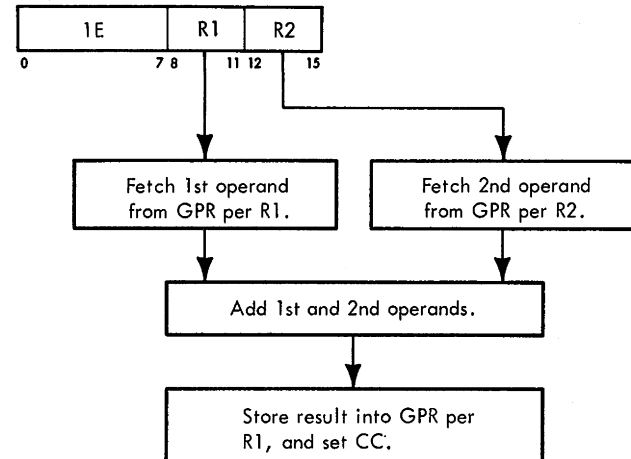 1E R1 R2
0 7 8 11 12 15
Fetch 1st operand
from GPR per R1.
Fetch 2nd operand
from GPR per R2.
Add 1st and 2nd operands.
Store result into GPR per
R1, and set CC.